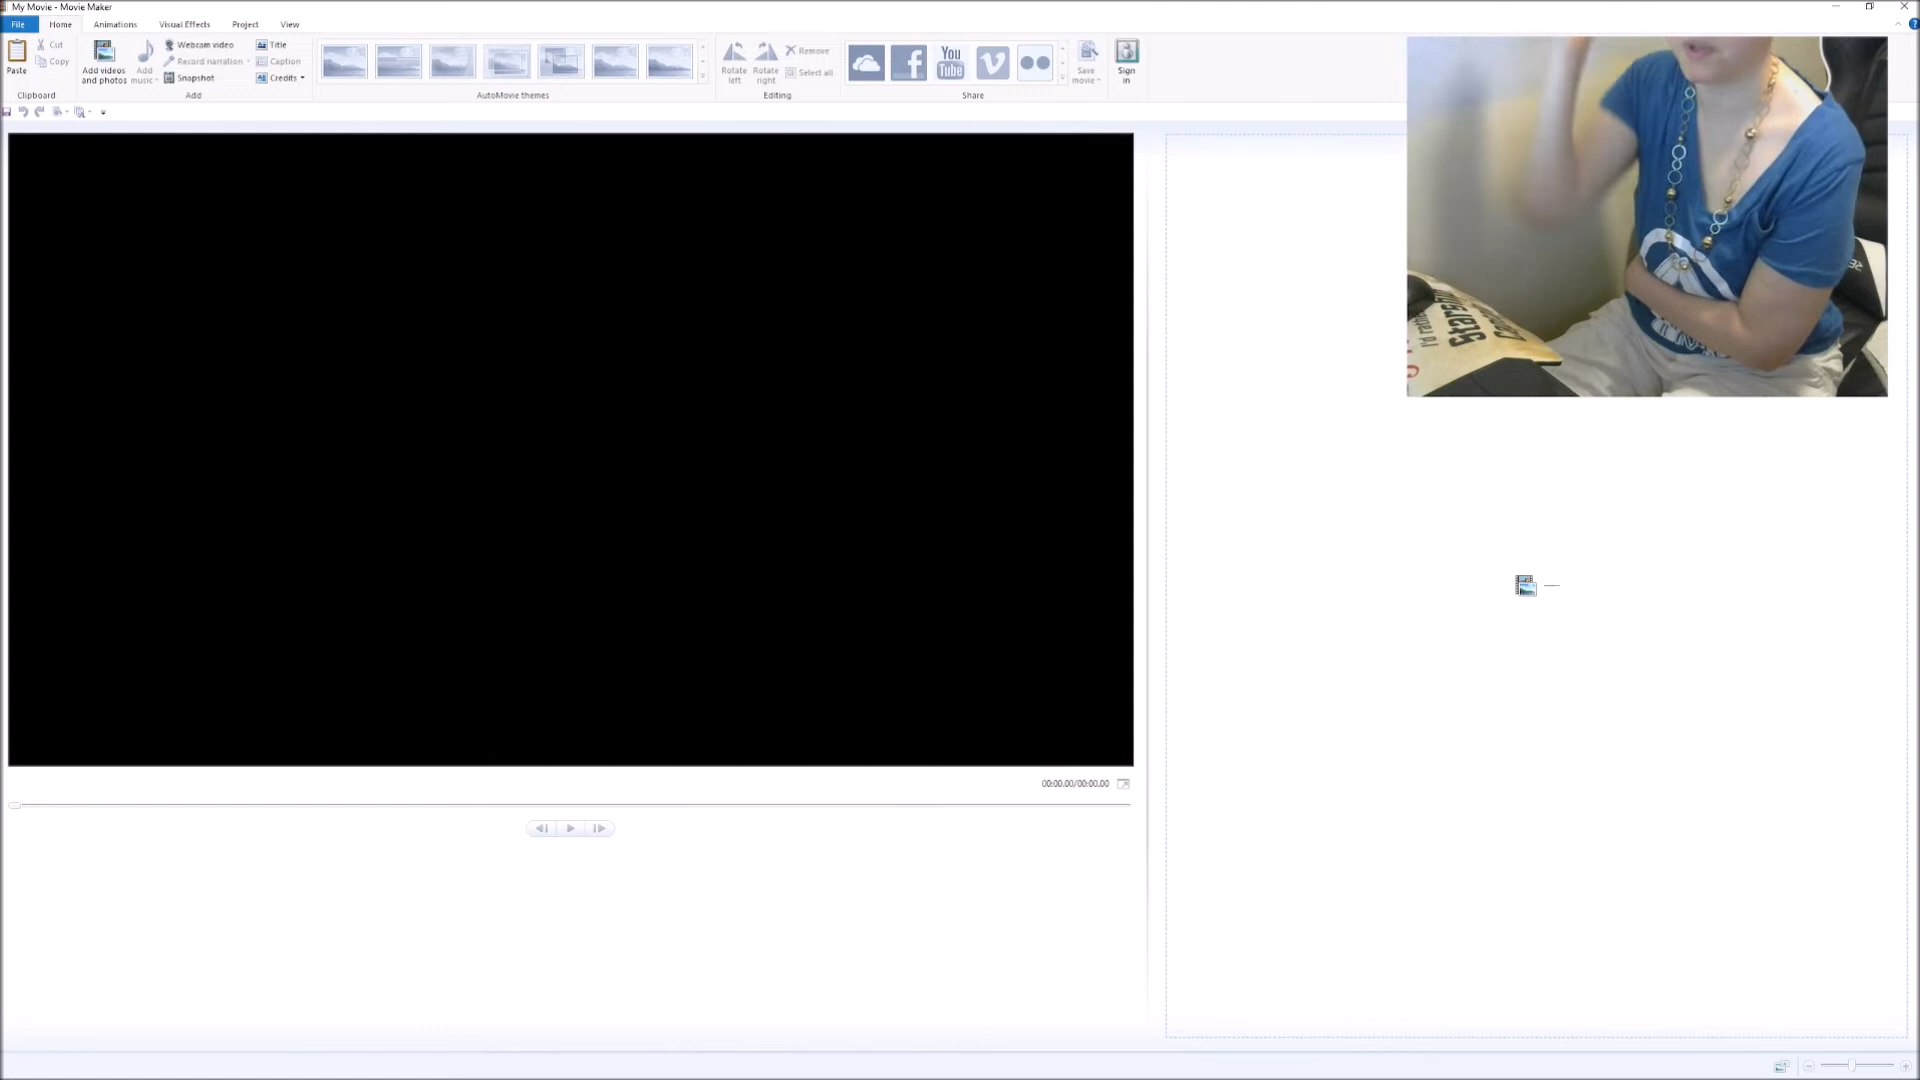 My Movie - Movie Maker
File Home Animations Visual Effects Project View
Paste
Cut
Copy
Clipboard
Add videos
and photos
Add
music
Webcam video
Record narration
Snapshot
Title
Caption
Credits
Add
AutoMovie themes
Rotate
left
Rotate
right
Remove
Select all
Editing
You
Tube
Share
Save
movie
Sign
in
I'd rathe
Starship
00:00.00/00:00.00